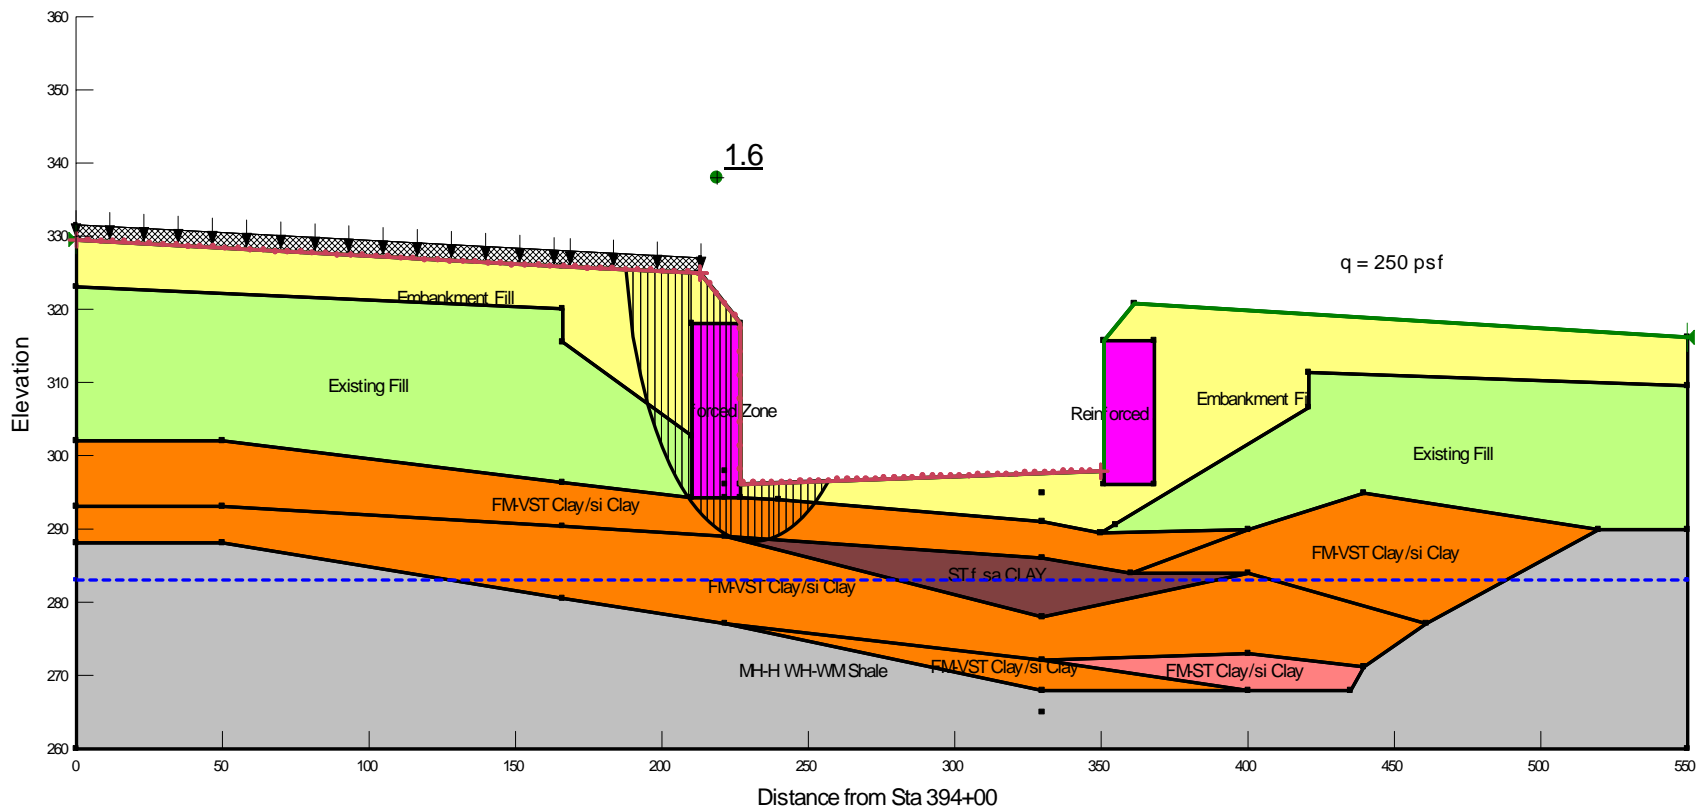 360
350
340
330
320
310
300
290
280
270
260
Elevation
1.6
q = 250 psf
Embankment Fill
Existing Fill
forced Zone
Reinforced
Embankment Fi
Existing Fill
FM-VST Clay/si Clay
FM-VST Clay/si Clay
ST f sa CLAY
FM-VST Clay/si Clay
MH-H WH-WM Shale
FM-VST Clay/si Clay
FM-ST Clay/si Clay
0 50 100 150 200 250 300 350 400 450 500 550
Distance from Sta 394+00